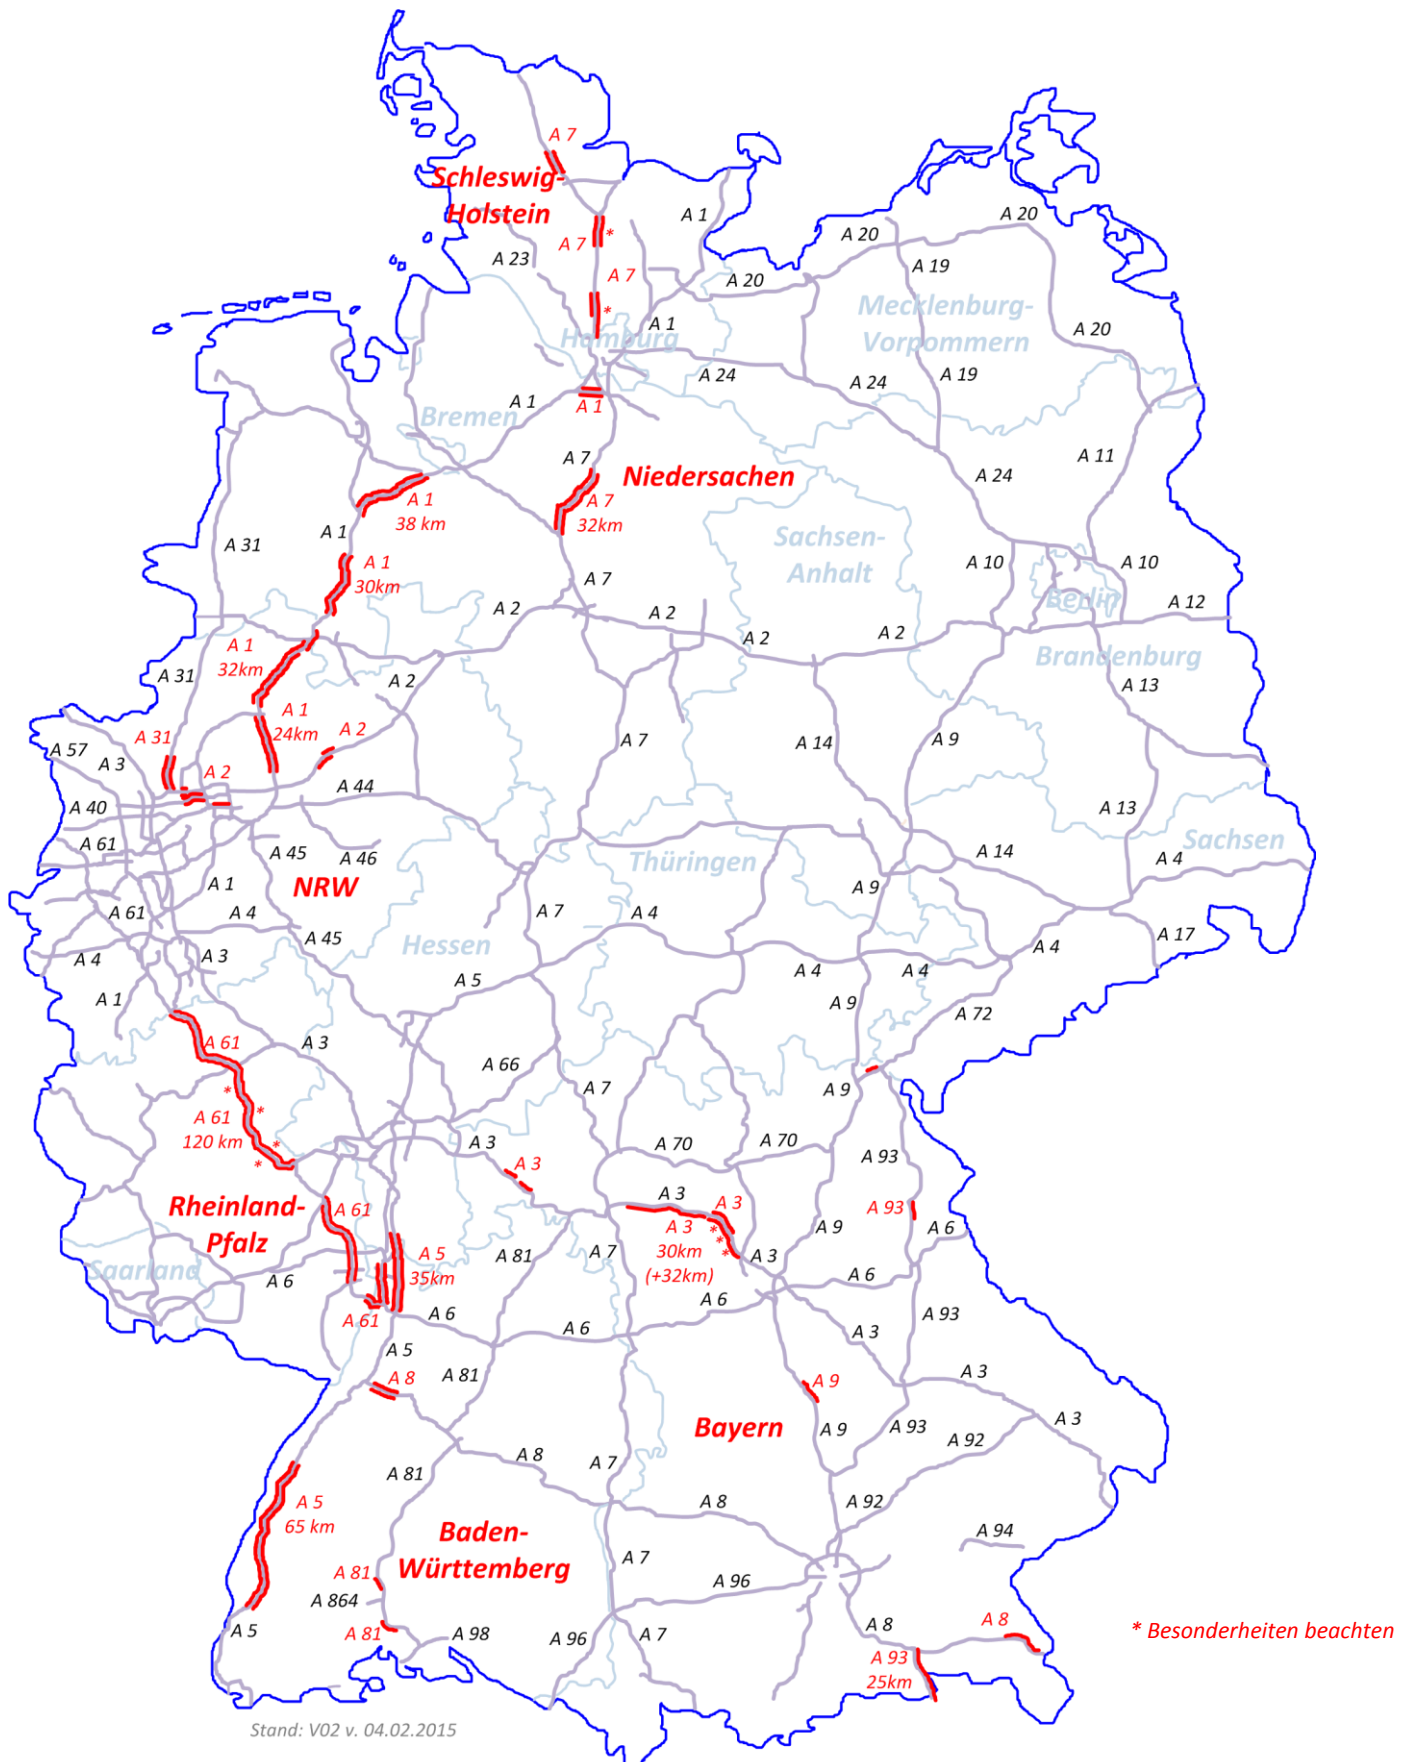 A 7
Schleswig-
Holstein
A 1
A 20
A 20
A 7
*
A 23
A 19
A 7
A 20
*
Mecklenburg-
Vorpommern
Hamburg
A 1
A 20
A 24
A 24
A 19
A 1
A 1
Bremen
A 7
Niedersachen
A 11
A 24
A 1
38 km
A 7
32km
A 1
A 31
Sachsen-
Anhalt
A 1
30km
A 7
A 10
A 10
Berlin
A 12
A 2
A 2
A 2
A 2
A 1
32km
Brandenburg
A 31
A 2
A 13
A 1
24km
A 2
A 31
A 57
A 3
A 2
A 7
A 14
A 9
A 44
A 40
A 13
A 61
A 45
A 46
Thüringen
A 14
Sachsen
A 4
NRW
A 1
A 9
A 61
A 4
A 7
A 4
A 45
Hessen
A 4
A 17
A 4
A 3
A 5
A 4
A 4
A 1
A 9
A 72
A 61
A 3
A 66
A 7
A 9
*
A 61
120 km
*
*
*
A 3
A 70
A 70
A 93
A 3
Rheinland-
Pfalz
A 61
A 3
A 3
A 3
30km
(+32km)
*
*
*
A 93
A 9
A 6
A 5
35km
A 81
A 7
A 3
Saarland
A 6
A 6
A 6
A 61
A 6
A 6
A 93
A 3
A 5
A 8
A 81
A 9
A 3
Bayern
A 9
A 93
A 92
A 3
A 8
A 81
A 7
A 5
65 km
A 8
A 92
Baden-
Württemberg
A 94
A 7
A 81
A 96
A 864
A 5
A 81
A 98
A 96
A 7
A 8
A 8
* Besonderheiten beachten
A 93
25km
Stand: V02 v. 04.02.2015